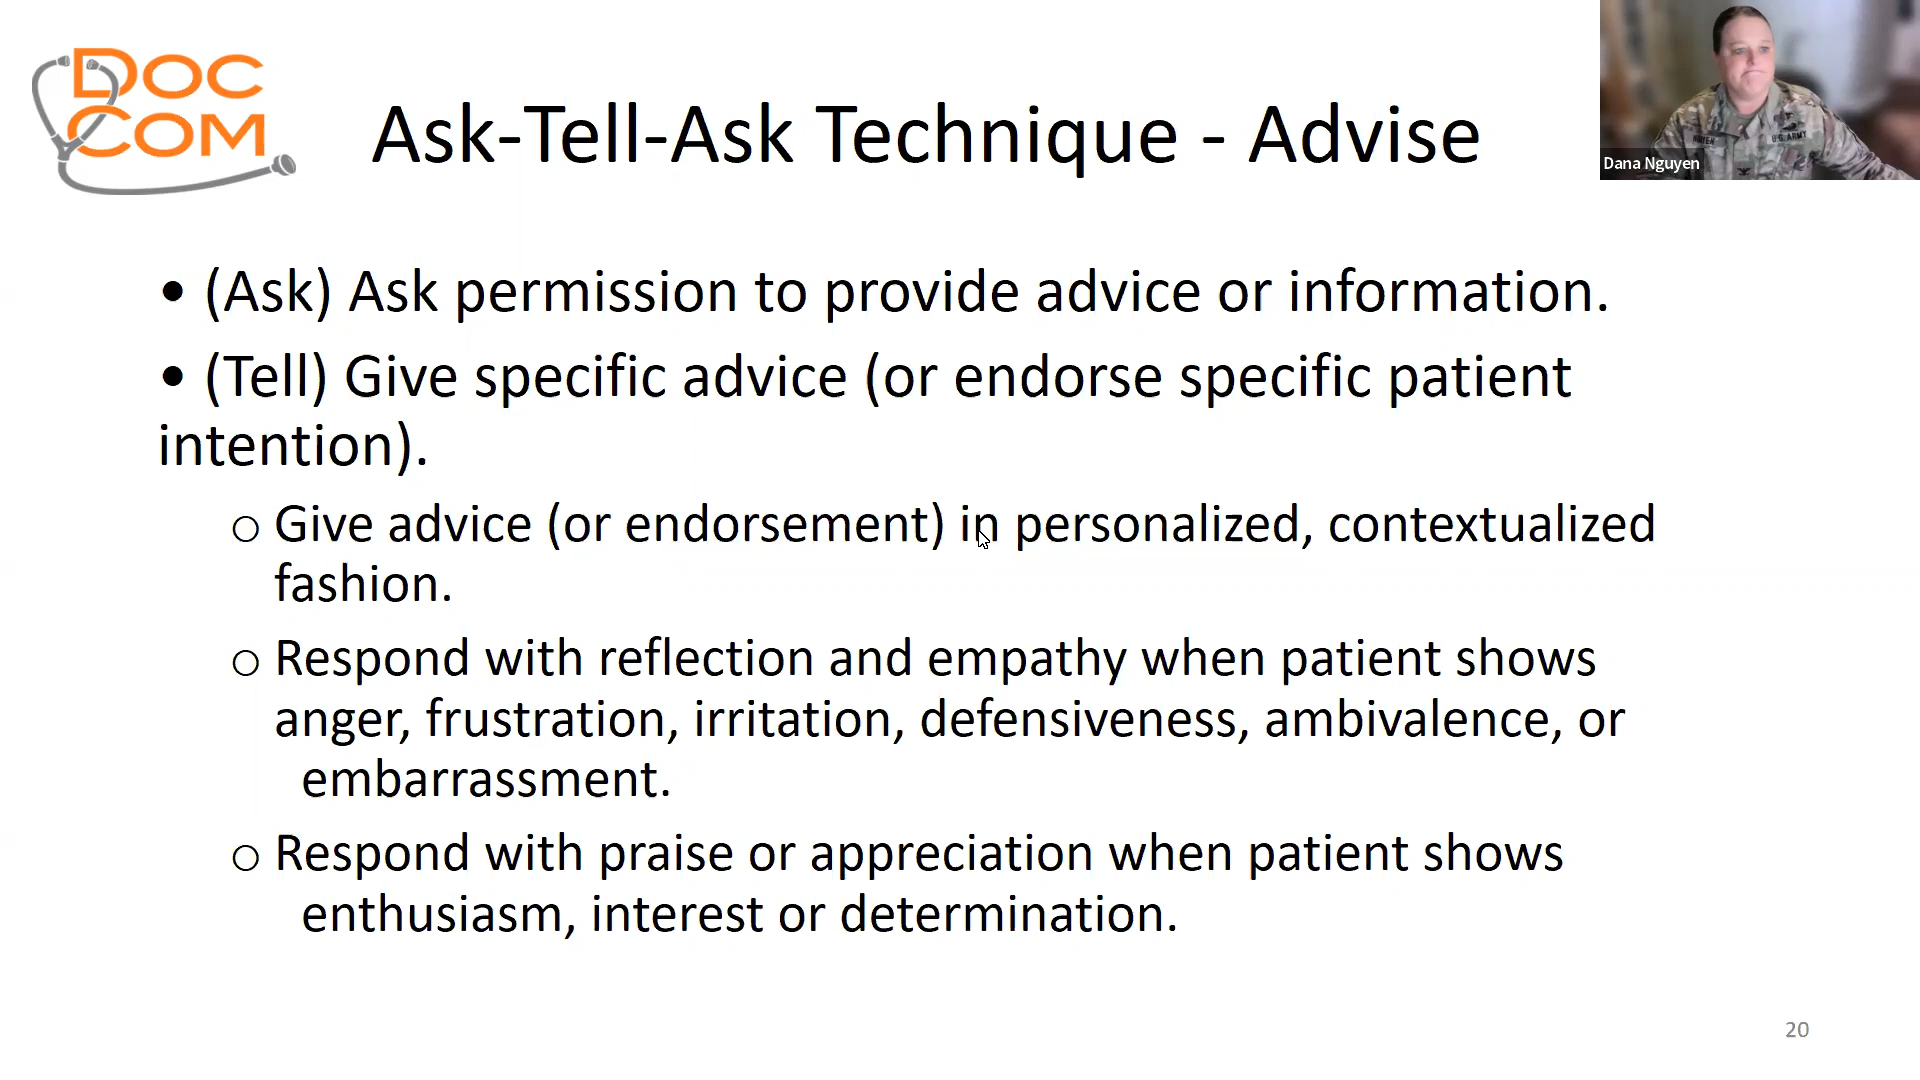 DOC
COM
Ask-Tell-Ask Technique - Advise
Dana Nguyen
U.S. ARMY
• (Ask) Ask permission to provide advice or information.
• (Tell) Give specific advice (or endorse specific patient
intention).
o Give advice (or endorsement) in personalized, contextualized
fashion.
o Respond with reflection and empathy when patient shows
anger, frustration, irritation, defensiveness, ambivalence, or
embarrassment.
o Respond with praise or appreciation when patient shows
enthusiasm, interest or determination.
20